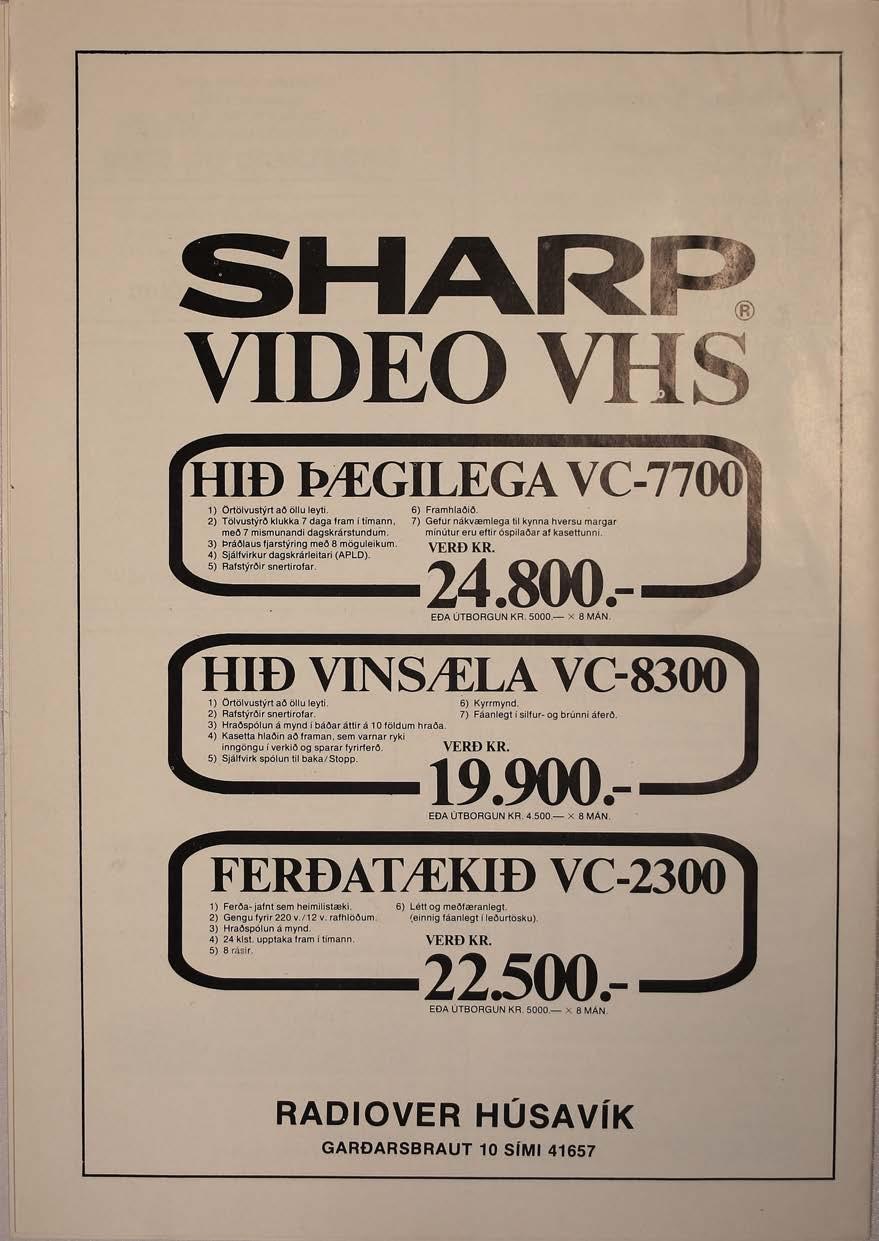 SHARP®
VIDEO VHS
HIÐ ÞÆGILEGA VC-7700
1) Örtölvustýrt að öllu leyti.
2) Tölvustýrð klukka 7 daga fram í tímann,
með 7 mismunandi dagskrárstundum.
3) Þráðlaus fjarstýring með 8 möguleikum.
4) Sjálfvirkur dagskrárleitari (APLD).
5) Rafstýrðir snertirofar.
6) Framhlaðið.
7) Gefur nákvæmlega til kynna hversu margar
mínútur eru eftir óspilaðar af kasettunni.
VERÐ KR.
24.800.-
EÐA ÚTBORGUN KR. 5000.— × 8 MÁN.
HIÐ VINSÆLA VC-8300
1) Örtölvustýrt að öllu leyti.
2) Rafstýrðir snertirofar.
3) Hraðspólun á mynd í báðar áttir á 10 földum hraða.
4) Kasetta hlaðin að framan, sem varnar ryki
inngöngu í verkið og sparar fyrirferð.
5) Sjálfvirk spólun til baka/Stopp.
6) Kyrrmynd.
7) Fáanlegt í silfur- og brúnni áferð.
VERÐ KR.
19.900.-
EÐA ÚTBORGUN KR. 4.500.— × 8 MÁN.
FERÐATÆKIÐ VC-2300
1) Ferða- jafnt sem heimilistæki.
2) Gengu fyrir 220 v./12 v. rafhlöðum.
3) Hraðspólun á mynd.
4) 24 klst. upptaka fram í tímann.
5) 8 rásir.
6) Létt og meðfæranlegt.
(einnig fáanlegt í leðurtösku).
VERÐ KR.
22.500.-
EÐA ÚTBORGUN KR. 5000.— × 8 MÁN.
RADIOVER HÚSAVÍK
GARÐARSBRAUT 10 SÍMI 41657